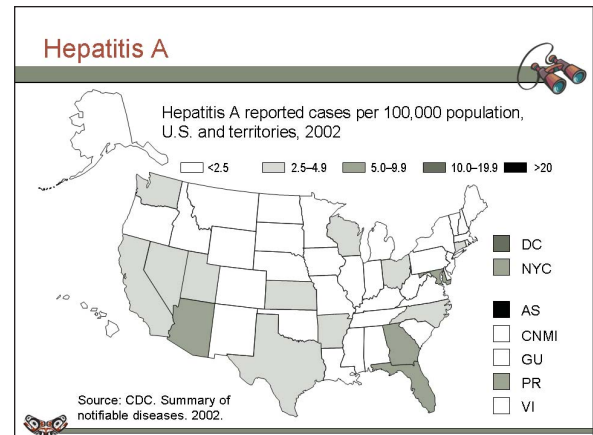 Hepatitis A
Hepatitis A reported cases per 100,000 population,
U.S. and territories, 2002
<2.5 2.5–4.9 5.0–9.9 10.0–19.9 >20
DC
NYC
AS
CNMI
GU
PR
VI
Source: CDC. Summary of
notifiable diseases. 2002.